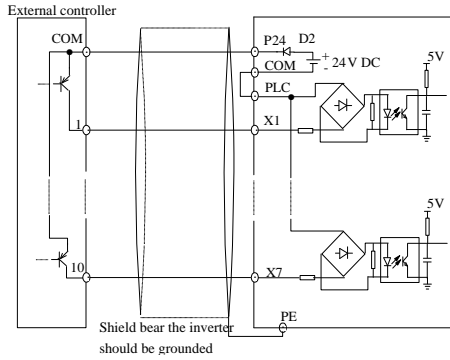 External controller
COM
P24
D2
+
-
24V DC
COM
5V
PLC
1
X1
5V
10
X7
PE
Shield bear the inverter
should be grounded